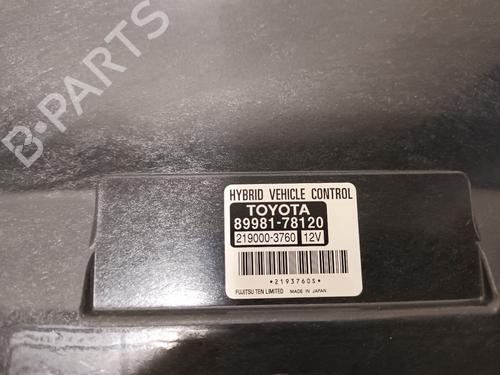 B-PARTS
HYBRID VEHICLE CONTROL
TOYOTA
89981-78120
219000-3760 12V
*2193760S*
FUJITSU TEN LIMITED MADE IN JAPAN